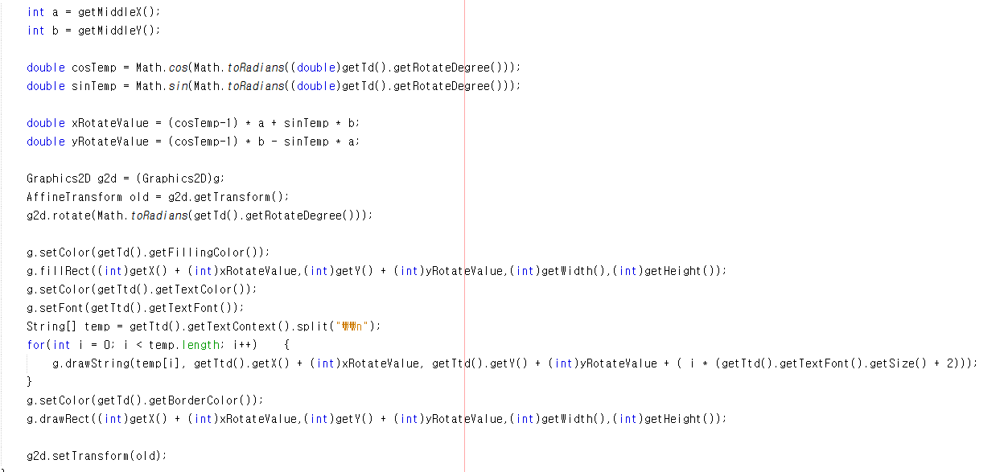 int a = getMiddleX();
int b = getMiddleY();
double cosTemp = Math.cos(Math.toRadians((double)getTd().getRotateDegree()));
double sinTemp = Math.sin(Math.toRadians((double)getTd().getRotateDegree()));
double xRotateValue = (cosTemp-1) * a + sinTemp * b;
double yRotateValue = (cosTemp-1) * b - sinTemp * a;
Graphics2D g2d = (Graphics2D)g;
AffineTransform old = g2d.getTransform();
g2d.rotate(Math.toRadians(getTd().getRotateDegree()));
g.setColor(getTd().getFillingColor());
g.fillRect((int)getX() + (int)xRotateValue,(int)getY() + (int)yRotateValue,(int)getWidth(),(int)getHeight());
g.setColor(getTtd().getTextColor());
g.setFont(getTtd().getTextFont());
String[] temp = getTtd().getTextContext().split("₩₩n");
for(int i = 0; i < temp.length; i++)    {
g.drawString(temp[i], getTtd().getX() + (int)xRotateValue, getTtd().getY() + (int)yRotateValue + ( i * (getTtd().getTextFont().getSize() + 2)));
}
g.setColor(getTd().getBorderColor());
g.drawRect((int)getX() + (int)xRotateValue,(int)getY() + (int)yRotateValue,(int)getWidth(),(int)getHeight());
g2d.setTransform(old);